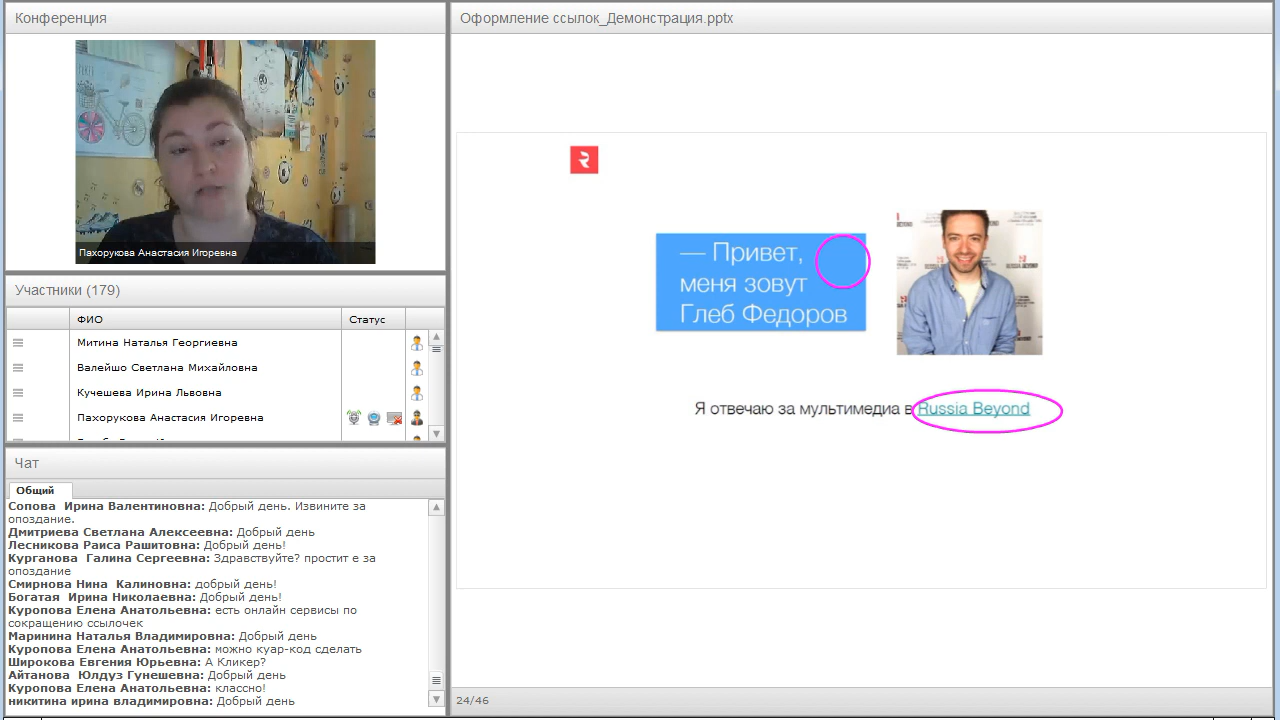 Конференция
Пахорукова Анастасия Игоревна
Участники (179)
ФИО
Статус
Митина Наталья Георгиевна
Валейшо Светлана Михайловна
Кучешева Ирина Львовна
Пахорукова Анастасия Игоревна
Чат
Общий
Сопова Ирина Валентиновна: Добрый день. Извините за
опоздание.
Дмитриева Светлана Алексеевна: Добрый день
Лесникова Раиса Рашитовна: Добрый день!
Курганова Галина Сергеевна: Здравствуйте? простит е за
опоздание
Смирнова Нина Калиновна: добрый день!
Богатая Ирина Николаевна: Добрый день!
Куропова Елена Анатольевна: есть онлайн сервисы по
сокращению ссылочек
Маринина Наталья Владимировна: Добрый день
Куропова Елена Анатольевна: можно куар-код сделать
Широкова Евгения Юрьевна: А Кликер?
Айтанова Юлдуз Гунешевна: Добрый день
Куропова Елена Анатольевна: классно!
никитина ирина владимировна: Добрый день
Оформление ссылок_Демонстрация.pptx
— Привет,
меня зовут
Глеб Федоров
Я отвечаю за мультимедиа в Russia Beyond
24/46